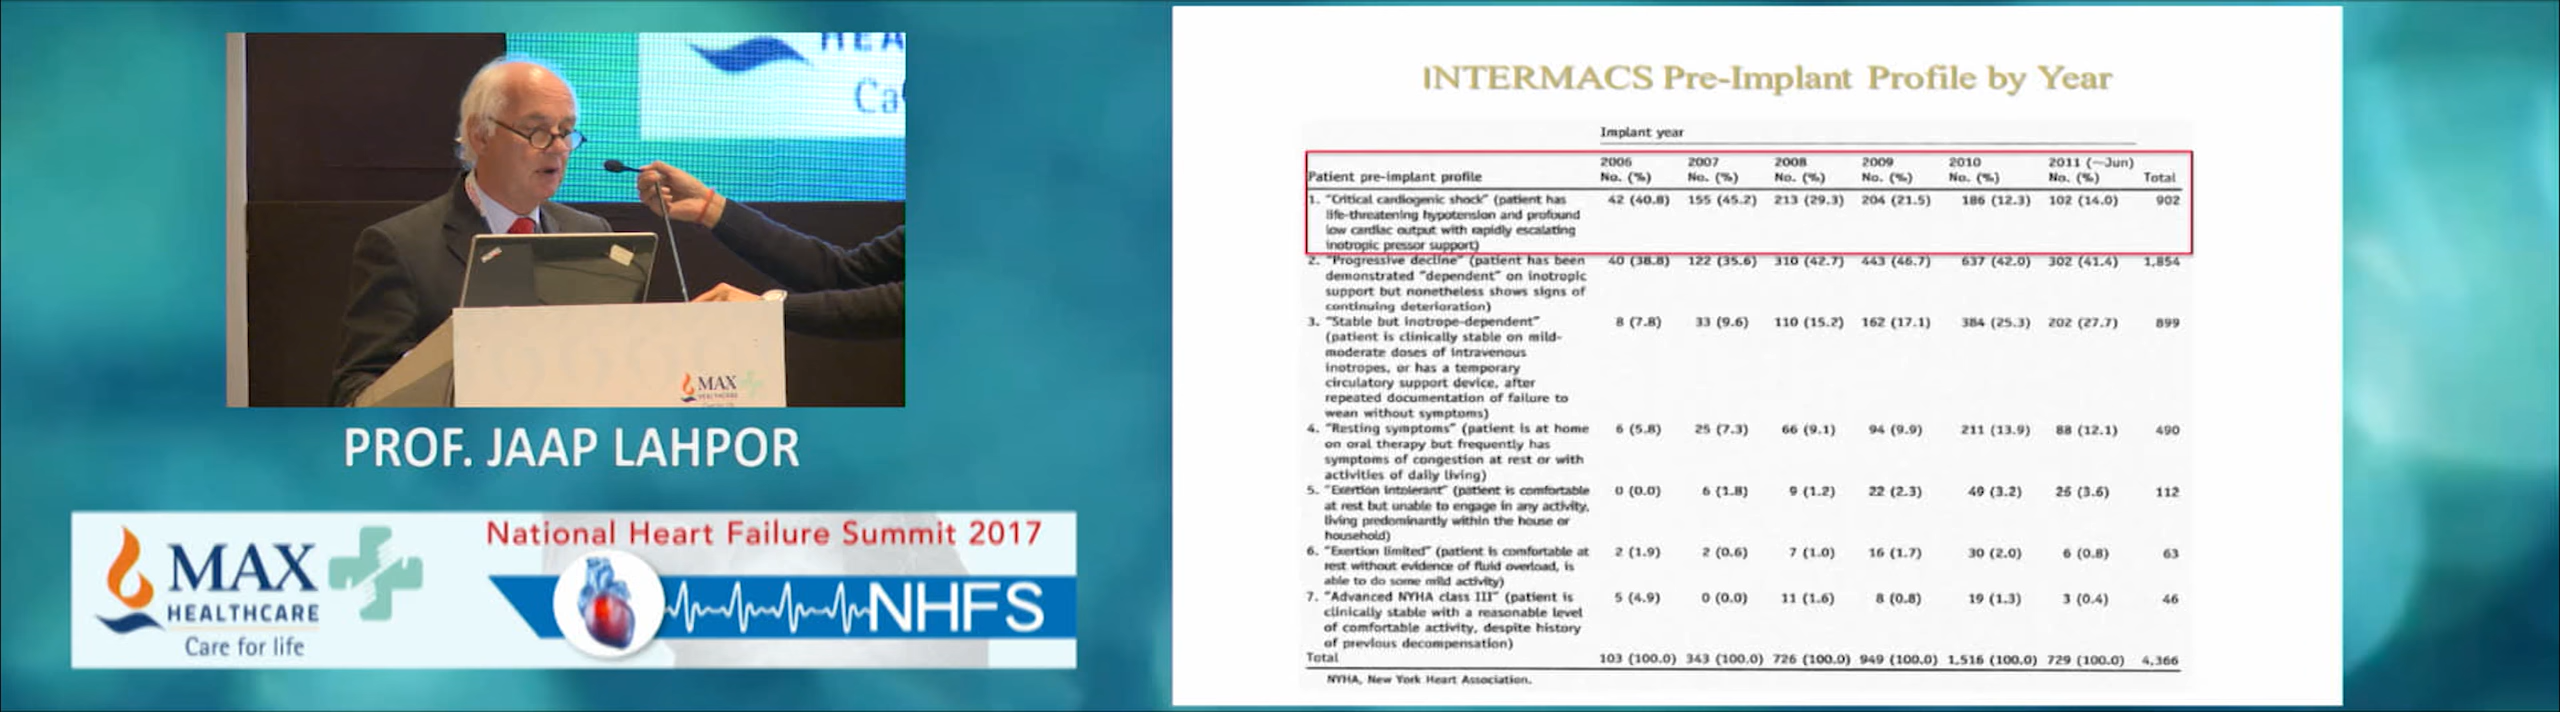 HEA
Ca
MAX
HEALTHCARE
PROF. JAAP LAHPOR
MAX
HEALTHCARE
Care for life
National Heart Failure Summit 2017
NHFS
INTERMACS Pre-Implant Profile by Year
Implant year
2006 2007 2008 2009 2010 2011 (—Jun)
Patient pre-implant profile No. (%) No. (%) No. (%) No. (%) No. (%) No. (%) Total
1. "Critical cardiogenic shock" (patient has 42 (40.8) 155 (45.2) 213 (29.3) 204 (21.5) 186 (12.3) 102 (14.0) 902
life-threatening hypotension and profound
low cardiac output with rapidly escalating
inotropic pressor support)
2. "Progressive decline" (patient has been 40 (38.8) 122 (35.6) 310 (42.7) 443 (46.7) 637 (42.0) 302 (41.4) 1,854
demonstrated "dependent" on inotropic
support but nonetheless shows signs of
continuing deterioration)
3. "Stable but inotrope-dependent" 8 (7.8) 33 (9.6) 110 (15.2) 162 (17.1) 384 (25.3) 202 (27.7) 899
(patient is clinically stable on mild-
moderate doses of intravenous
inotropes, or has a temporary
circulatory support device, after
repeated documentation of failure to
wean without symptoms)
4. "Resting symptoms" (patient is at home 6 (5.8) 25 (7.3) 66 (9.1) 94 (9.9) 211 (13.9) 88 (12.1) 490
on oral therapy but frequently has
symptoms of congestion at rest or with
activities of daily living)
5. "Exertion intolerant" (patient is comfortable 0 (0.0) 6 (1.8) 9 (1.2) 22 (2.3) 49 (3.2) 26 (3.6) 112
at rest but unable to engage in any activity,
living predominantly within the house or
household)
6. "Exertion limited" (patient is comfortable at 2 (1.9) 2 (0.6) 7 (1.0) 16 (1.7) 30 (2.0) 6 (0.8) 63
rest without evidence of fluid overload, is
able to do some mild activity)
7. "Advanced NYHA class III" (patient is 5 (4.9) 0 (0.0) 11 (1.6) 8 (0.8) 19 (1.3) 3 (0.4) 46
clinically stable with a reasonable level
of comfortable activity, despite history
of previous decompensation)
Total 103 (100.0) 343 (100.0) 726 (100.0) 949 (100.0) 1,516 (100.0) 729 (100.0) 4,366
NYHA, New York Heart Association.